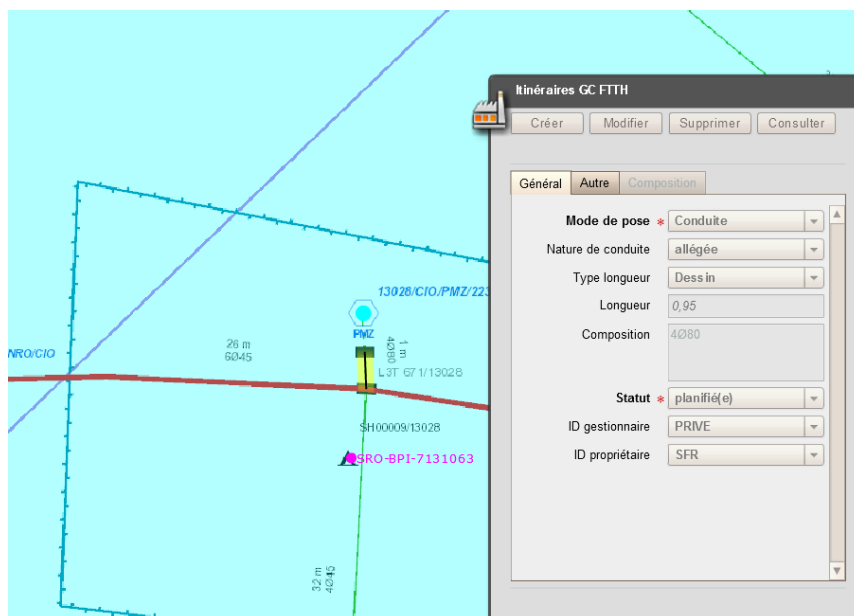 Itinéraires GC FTTH
Créer
Modifier
Supprimer
Consulter
Général
Autre
Composition
Mode de pose * Conduite
Nature de conduite allégée
Type longueur Dessin
Longueur 0,95
Composition 4Ø80
Statut * planifié(e)
ID gestionnaire PRIVE
ID propriétaire SFR
13028/CIO/PMZ/223
PMZ
26 m
6Ø45
NRO/CIO
1 m
4Ø80
L3T 671/13028
SH00009/13028
SRO-BPI-7131063
32 m
4Ø45